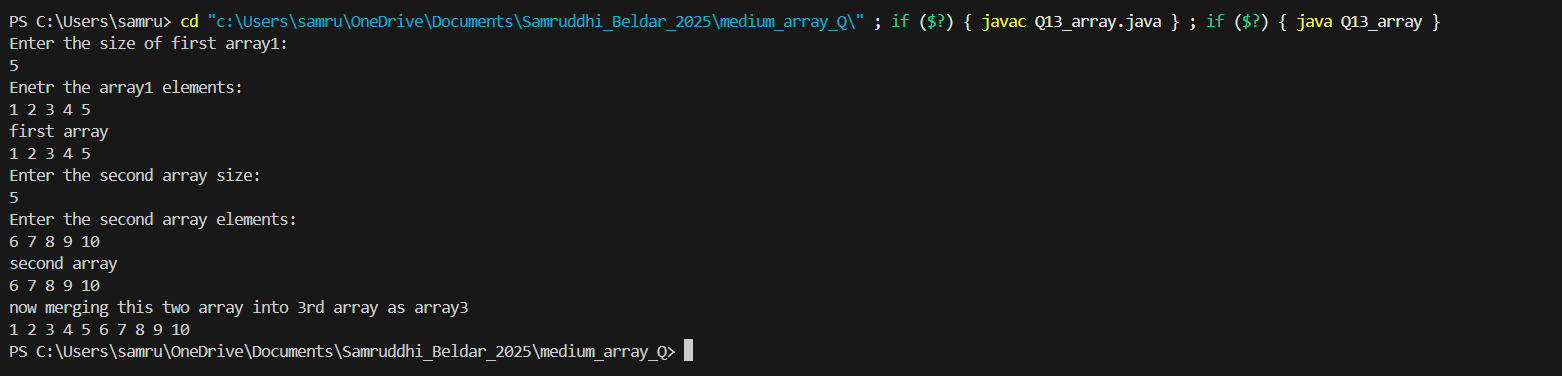 PS C:\Users\samru> cd "c:\Users\samru\OneDrive\Documents\Samruddhi_Beldar_2025\medium_array_Q\" ; if ($?) { javac Q13_array.java } ; if ($?) { java Q13_array }
Enter the size of first array1:
5
Enetr the array1 elements:
1 2 3 4 5
first array
1 2 3 4 5
Enter the second array size:
5
Enter the second array elements:
6 7 8 9 10
second array
6 7 8 9 10
now merging this two array into 3rd array as array3
1 2 3 4 5 6 7 8 9 10
PS C:\Users\samru\OneDrive\Documents\Samruddhi_Beldar_2025\medium_array_Q>